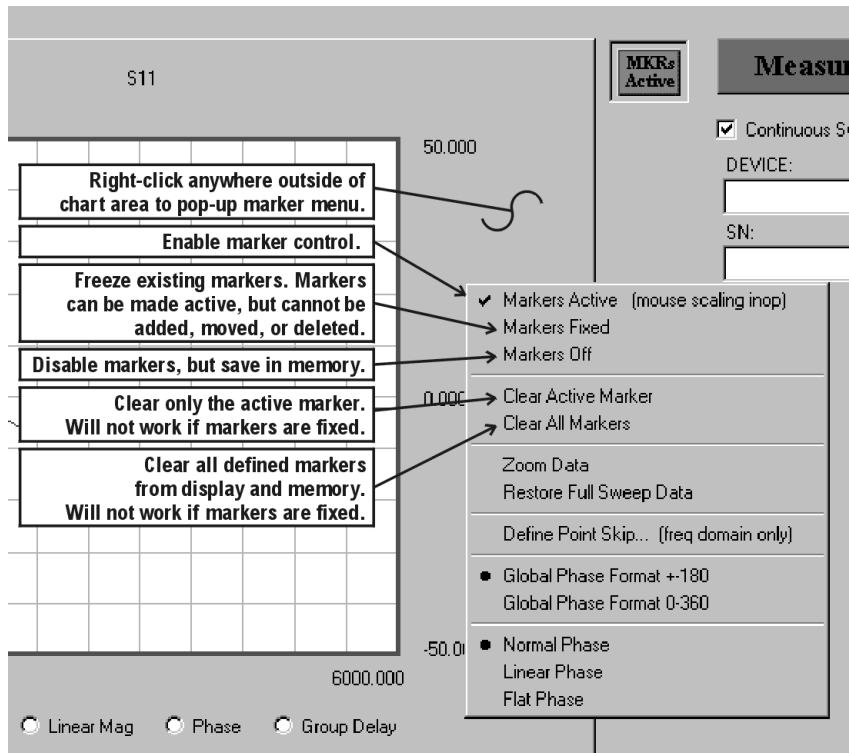 S11
MKRs
Active
Measur
Continuous S
DEVICE:
SN:
50.000
0.000
-50.0
6000.000
Right-click anywhere outside of
chart area to pop-up marker menu.
Enable marker control.
Freeze existing markers. Markers
can be made active, but cannot be
added, moved, or deleted.
Disable markers, but save in memory.
Clear only the active marker.
Will not work if markers are fixed.
Clear all defined markers
from display and memory.
Will not work if markers are fixed.
Markers Active (mouse scaling inop)
Markers Fixed
Markers Off
Clear Active Marker
Clear All Markers
Zoom Data
Restore Full Sweep Data
Define Point Skip... (freq domain only)
Global Phase Format +-180
Global Phase Format 0-360
Normal Phase
Linear Phase
Flat Phase
Linear Mag
Phase
Group Delay